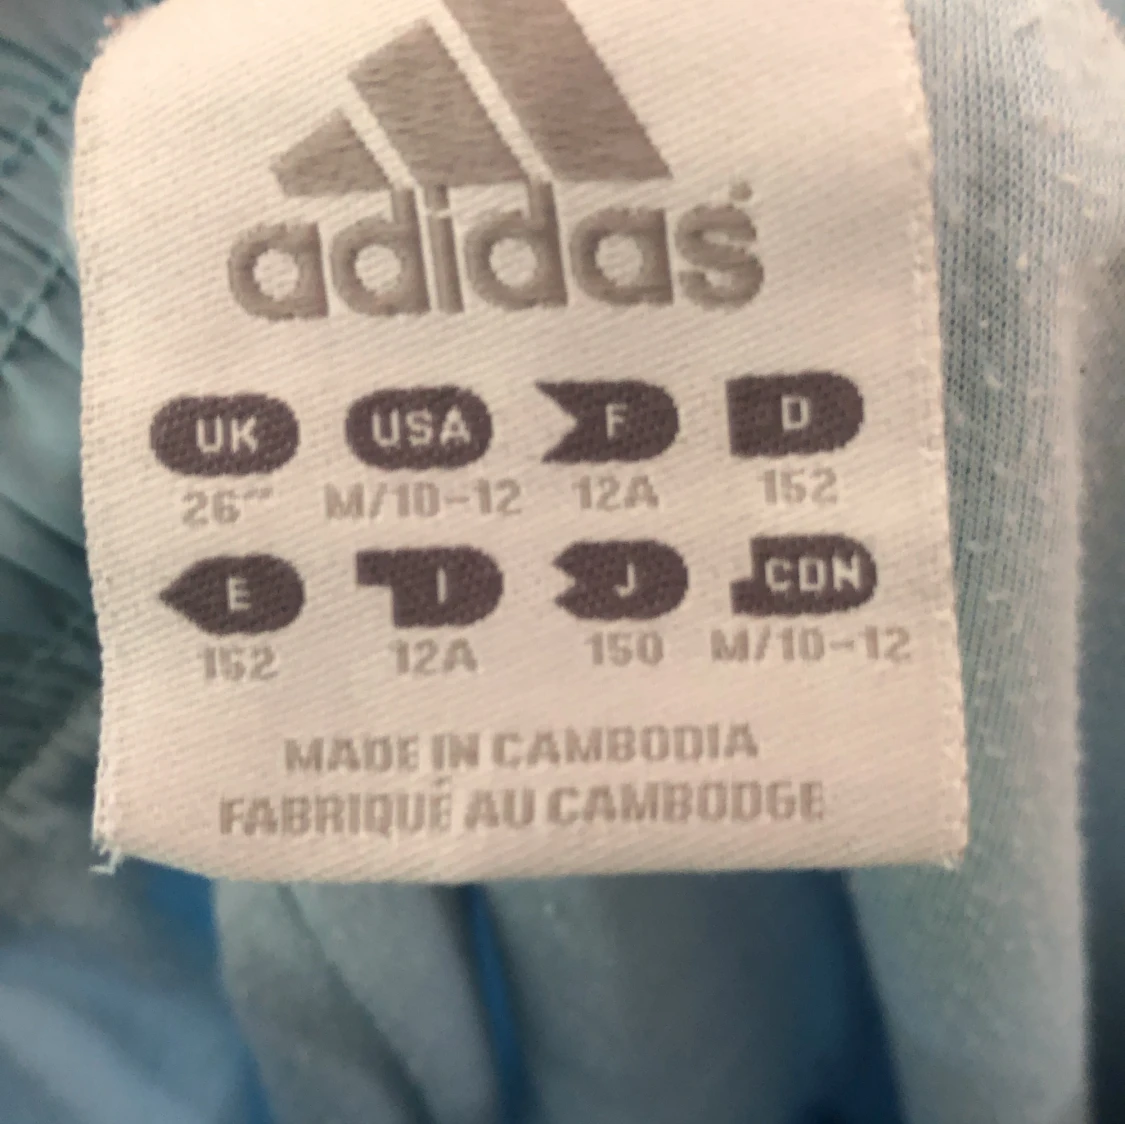 adidas
UK USA F D
26"" M/10-12 12A 152
E I J CDN
152 12A 150 M/10-12
MADE IN CAMBODIA
FABRIQUÉ AU CAMBODGE